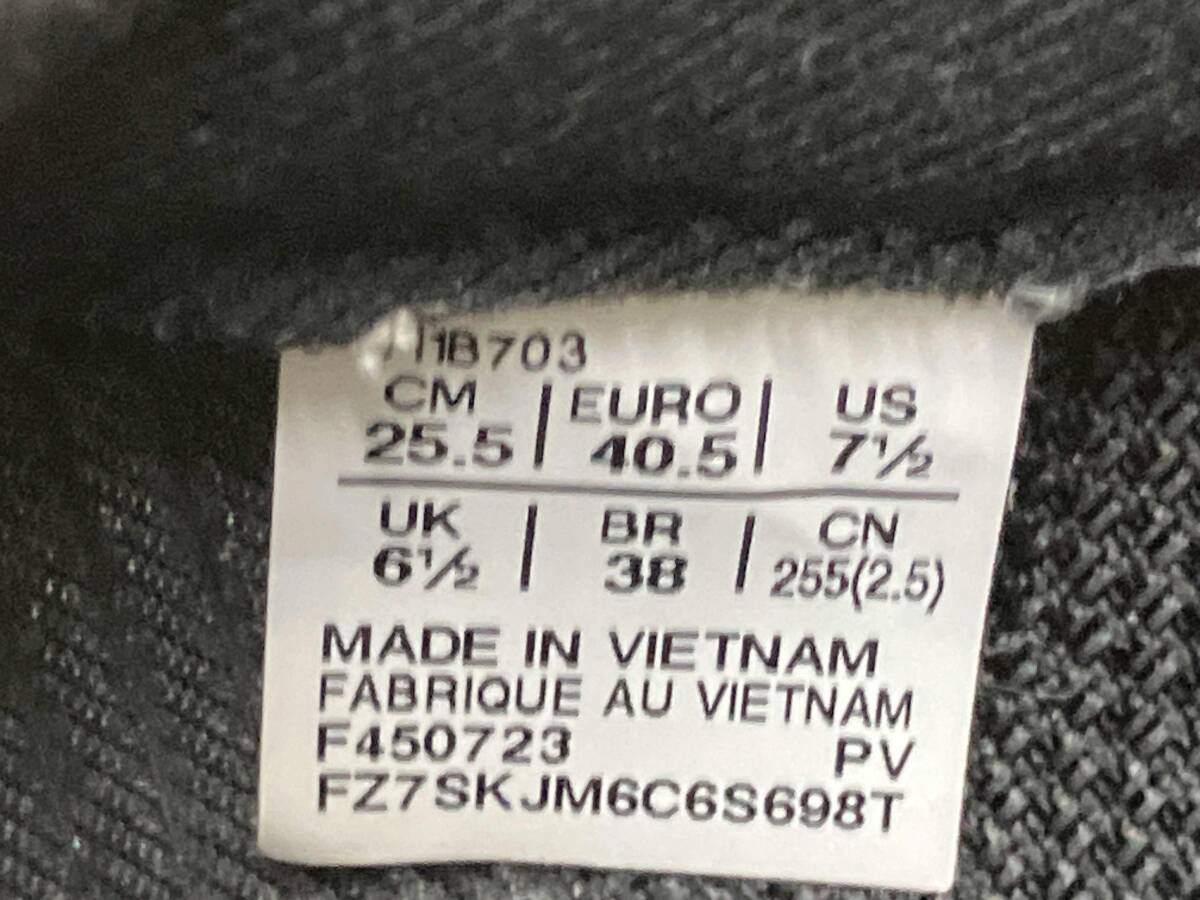 11B703
CM | EURO | US
25.5 | 40.5 | 7½
UK | BR | CN
6½ | 38 | 255(2.5)
MADE IN VIETNAM
FABRIQUE AU VIETNAM
F450723 PV
FZ7SKJM6C6S698T